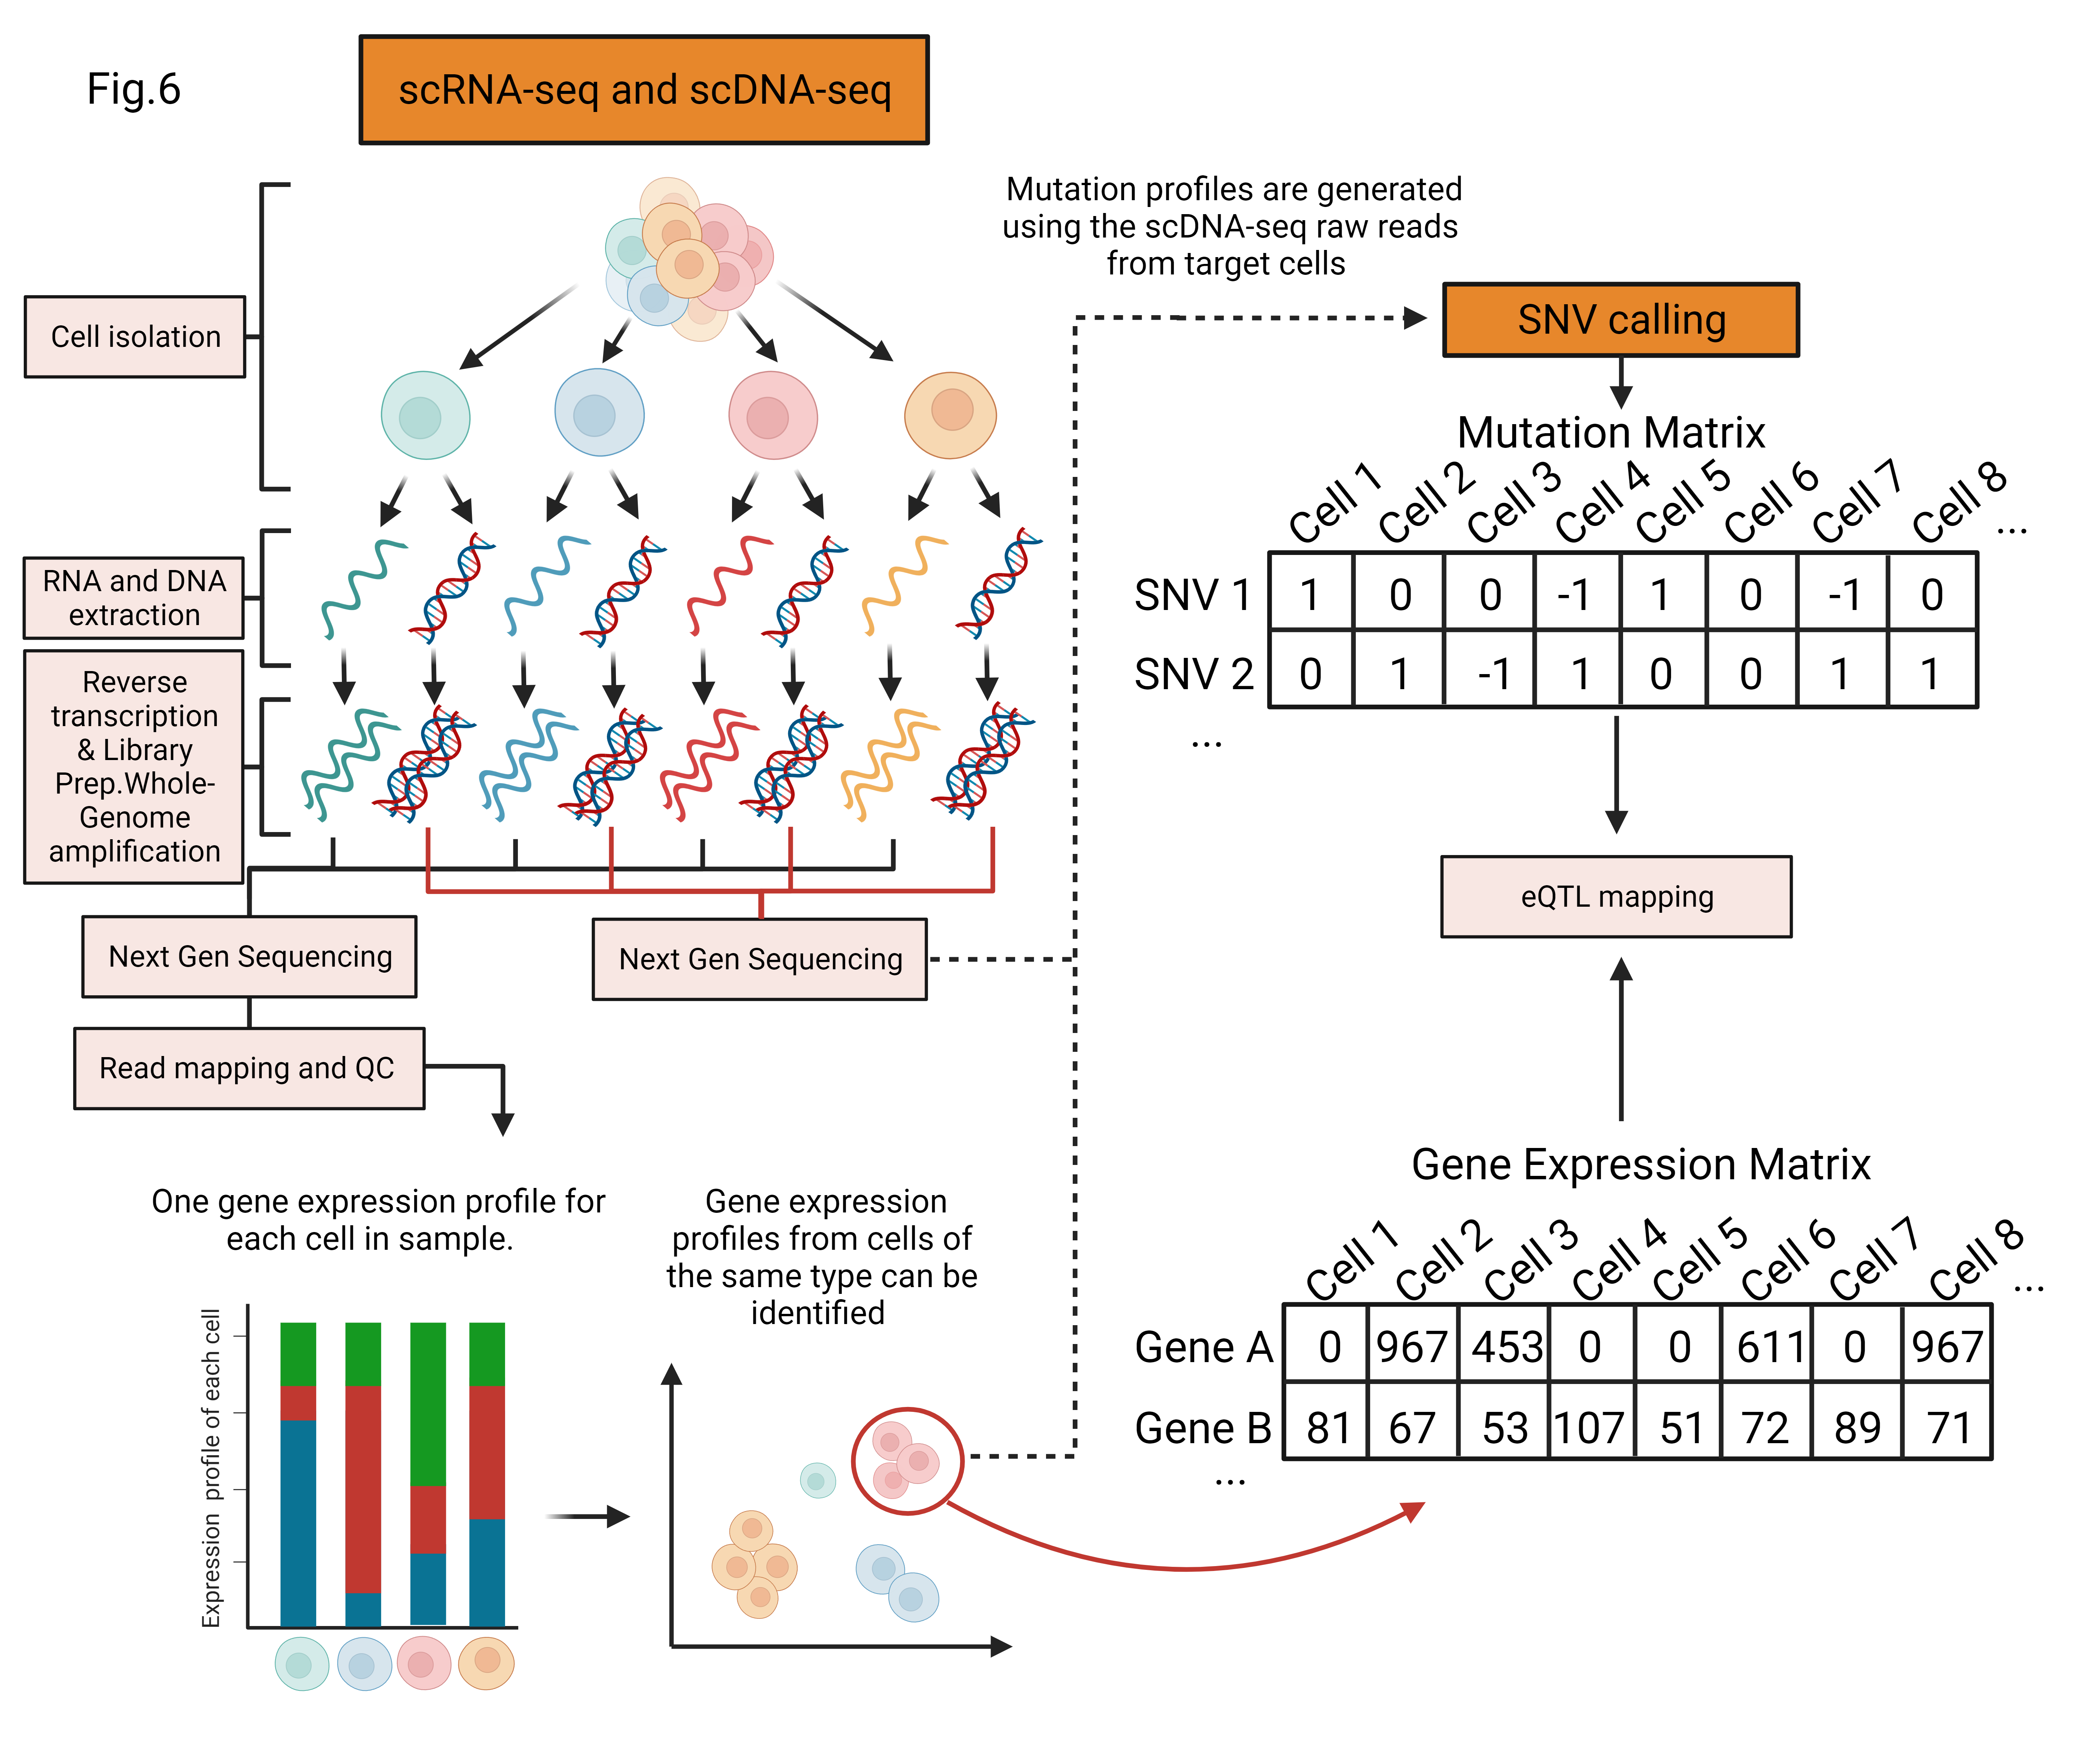 Fig.6
scRNA-seq and scDNA-seq
Cell isolation
RNA and DNA
extraction
Reverse
transcription
& Library
Prep.Whole-
Genome
amplification
Next Gen Sequencing
Next Gen Sequencing
Read mapping and QC
One gene expression profile for
each cell in sample.
Expression profile of each cell
Gene expression
profiles from cells of
the same type can be
identified
Mutation profiles are generated
using the scDNA-seq raw reads
from target cells
SNV calling
Mutation Matrix
Cell 1 Cell 2 Cell 3 Cell 4 Cell 5 Cell 6 Cell 7 Cell 8 ...
SNV 1 1 0 0 -1 1 0 -1 0
SNV 2 0 1 -1 1 0 0 1 1
...
eQTL mapping
Gene Expression Matrix
Cell 1 Cell 2 Cell 3 Cell 4 Cell 5 Cell 6 Cell 7 Cell 8 ...
Gene A 0 967 453 0 0 611 0 967
Gene B 81 67 53 107 51 72 89 71
...